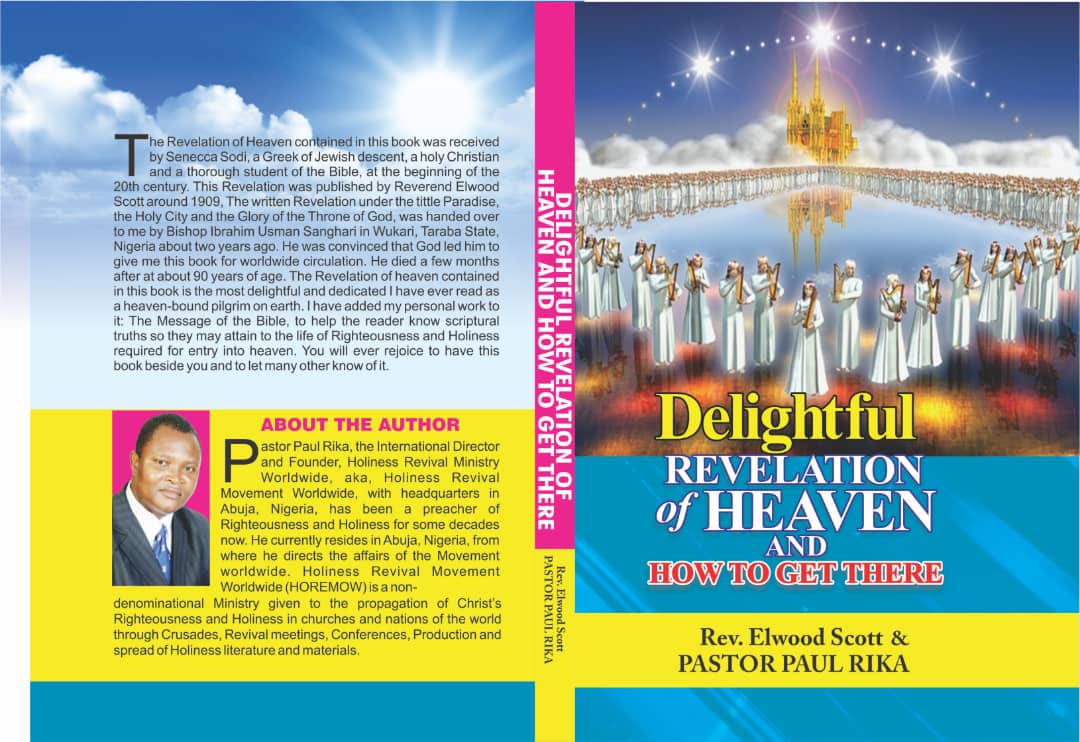 The Revelation of Heaven contained in this book was received
by Senecca Sodi, a Greek of Jewish descent, a holy Christian
and a thorough student of the Bible, at the beginning of the
20th century. This Revelation was published by Reverend Elwood
Scott around 1909, The written Revelation under the tittle Paradise,
the Holy City and the Glory of the Throne of God, was handed over
to me by Bishop Ibrahim Usman Sanghari in Wukari, Taraba State,
Nigeria about two years ago. He was convinced that God led him to
give me this book for worldwide circulation. He died a few months
after at about 90 years of age. The Revelation of heaven contained
in this book is the most delightful and dedicated I have ever read as
a heaven-bound pilgrim on earth. I have added my personal work to
it: The Message of the Bible, to help the reader know scriptural
truths so they may attain to the life of Righteousness and Holiness
required for entry into heaven. You will ever rejoice to have this
book beside you and to let many other know of it.
ABOUT THE AUTHOR
Pastor Paul Rika, the International Director
and Founder, Holiness Revival Ministry
Worldwide, aka, Holiness Revival
Movement Worldwide, with headquarters in
Abuja, Nigeria, has been a preacher of
Righteousness and Holiness for some decades
now. He currently resides in Abuja, Nigeria, from
where he directs the affairs of the Movement
worldwide. Holiness Revival Movement
Worldwide (HOREMOW) is a non-
denominational Ministry given to the propagation of Christ's
Righteousness and Holiness in churches and nations of the world
through Crusades, Revival meetings, Conferences, Production and
spread of Holiness literature and materials.
DELIGHTFUL REVELATION OF
HEAVEN AND HOW TO GET THERE
Rev. Elwood Scott
PASTOR PAUL RIKA
Delightful
REVELATION
of HEAVEN
AND
HOW TO GET THERE
Rev. Elwood Scott &
PASTOR PAUL RIKA